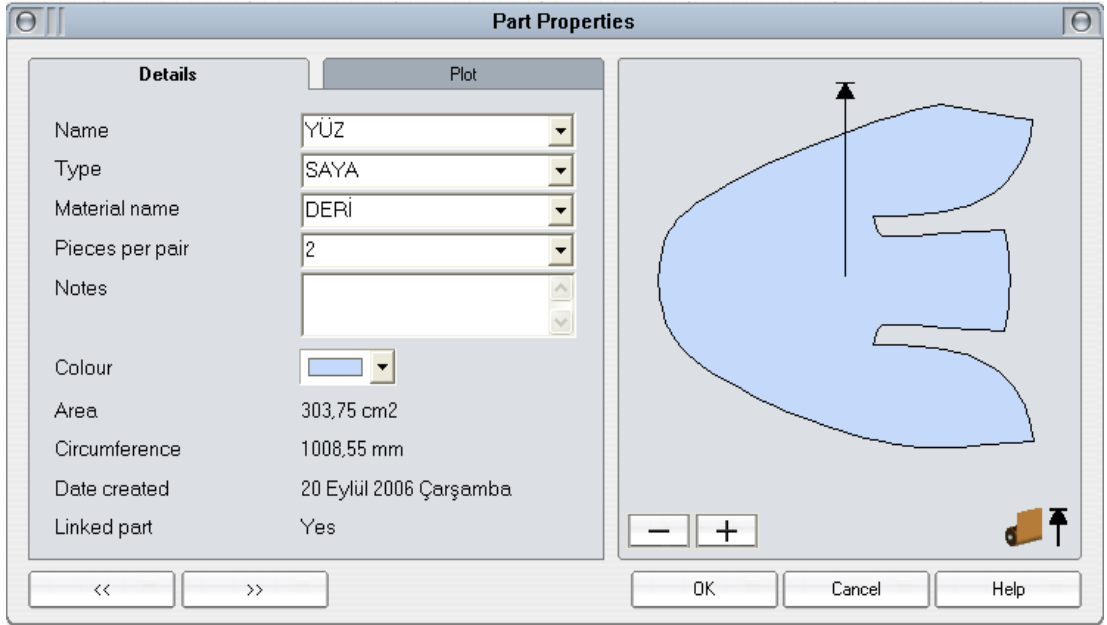 Part Properties
Details
Plot
Name
YÜZ
Type
SAYA
Material name
DERİ
Pieces per pair
2
Notes
Colour
Area
303,75 cm2
Circumference
1008,55 mm
Date created
20 Eylül 2006 Çarşamba
Linked part
Yes
− +
<< >>
OK Cancel Help